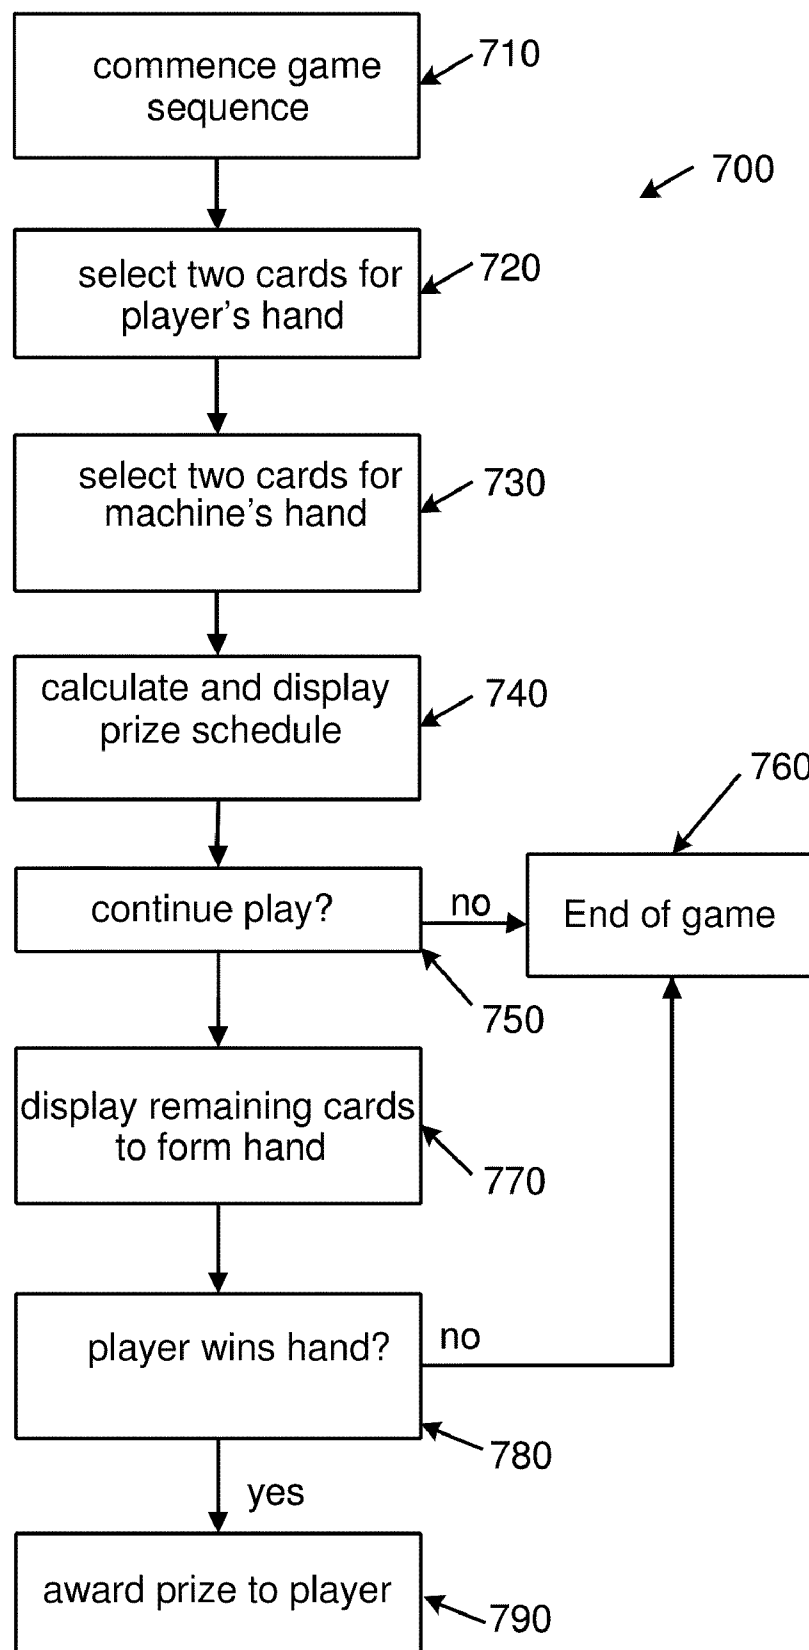 commence game
sequence
710
700
select two cards for
player's hand
720
select two cards for
machine's hand
730
calculate and display
prize schedule
740
760
continue play?
no
End of game
750
display remaining cards
to form hand
770
player wins hand?
no
780
yes
award prize to player
790